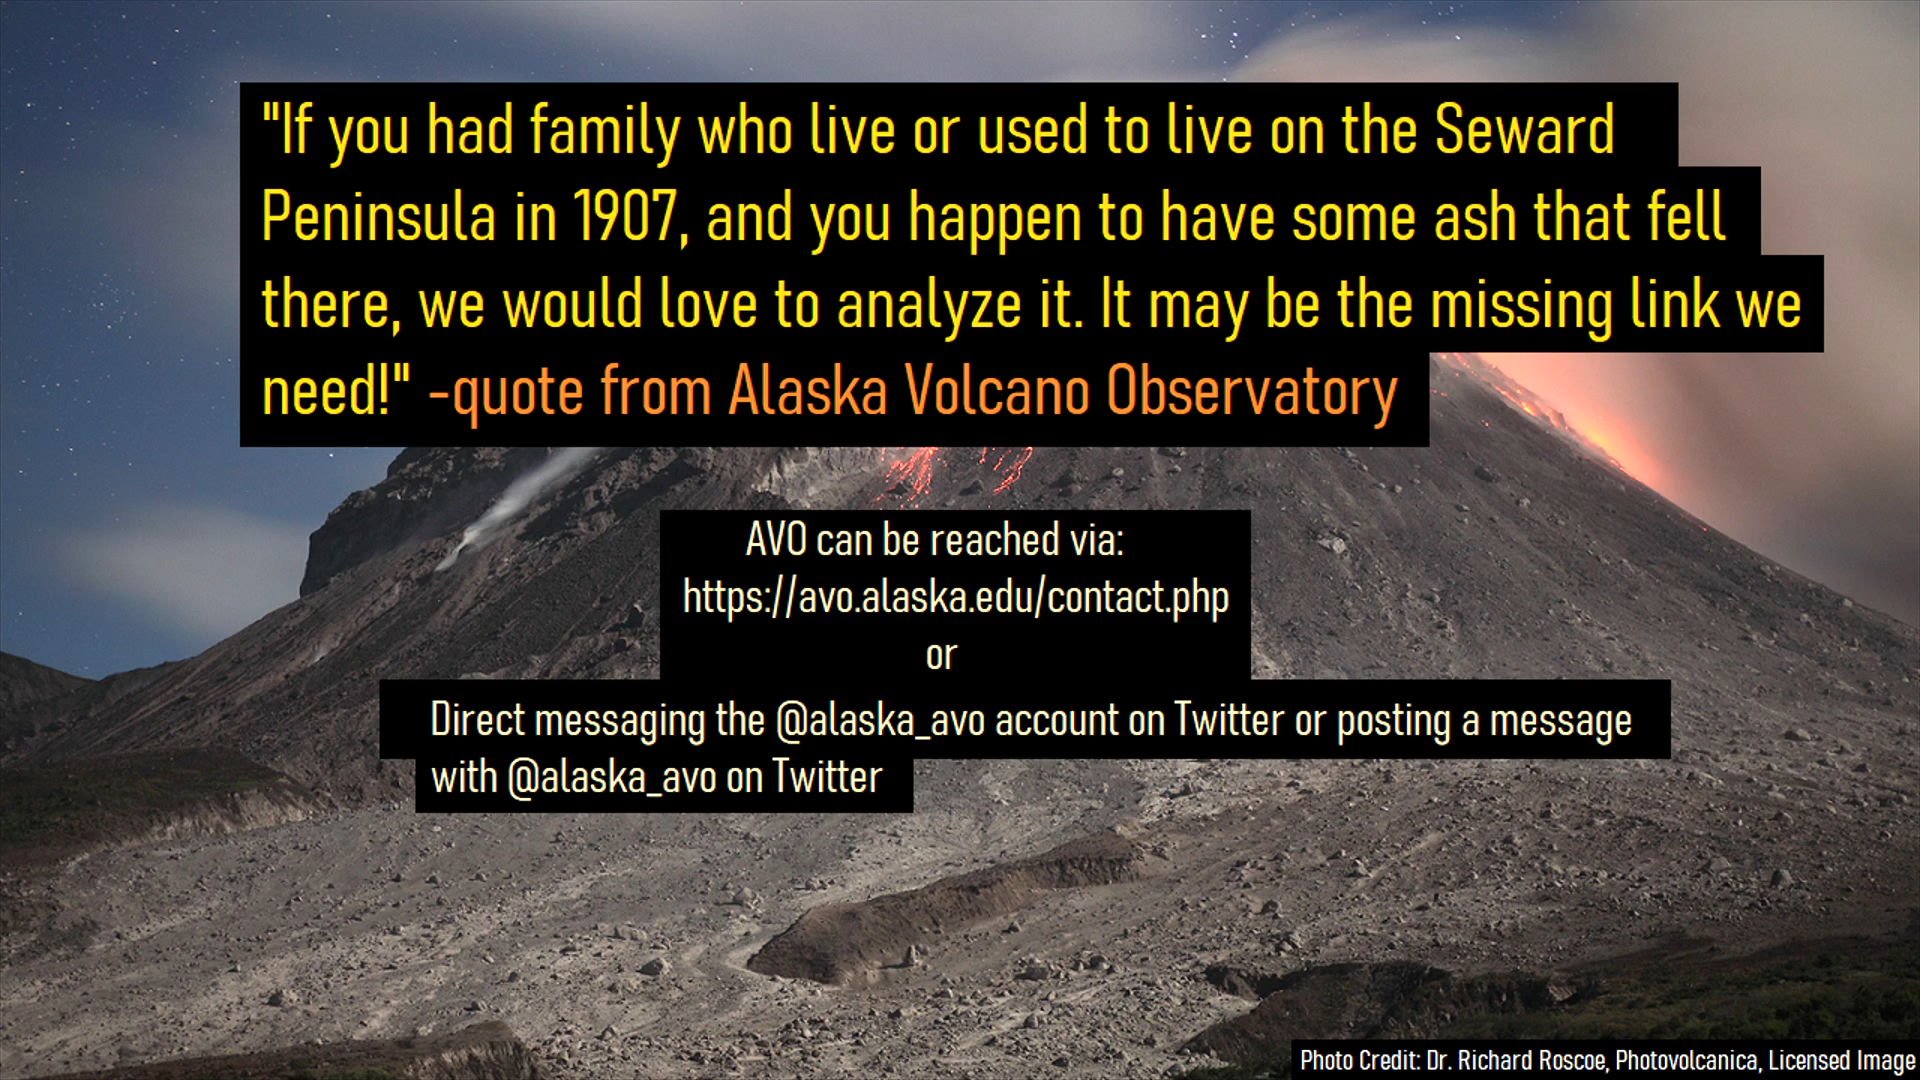 "If you had family who live or used to live on the Seward
Peninsula in 1907, and you happen to have some ash that fell
there, we would love to analyze it. It may be the missing link we
need!" -quote from Alaska Volcano Observatory
AVO can be reached via:
https://avo.alaska.edu/contact.php
or
Direct messaging the @alaska_avo account on Twitter or posting a message
with @alaska_avo on Twitter
Photo Credit: Dr. Richard Roscoe, Photovolcanica, Licensed Image